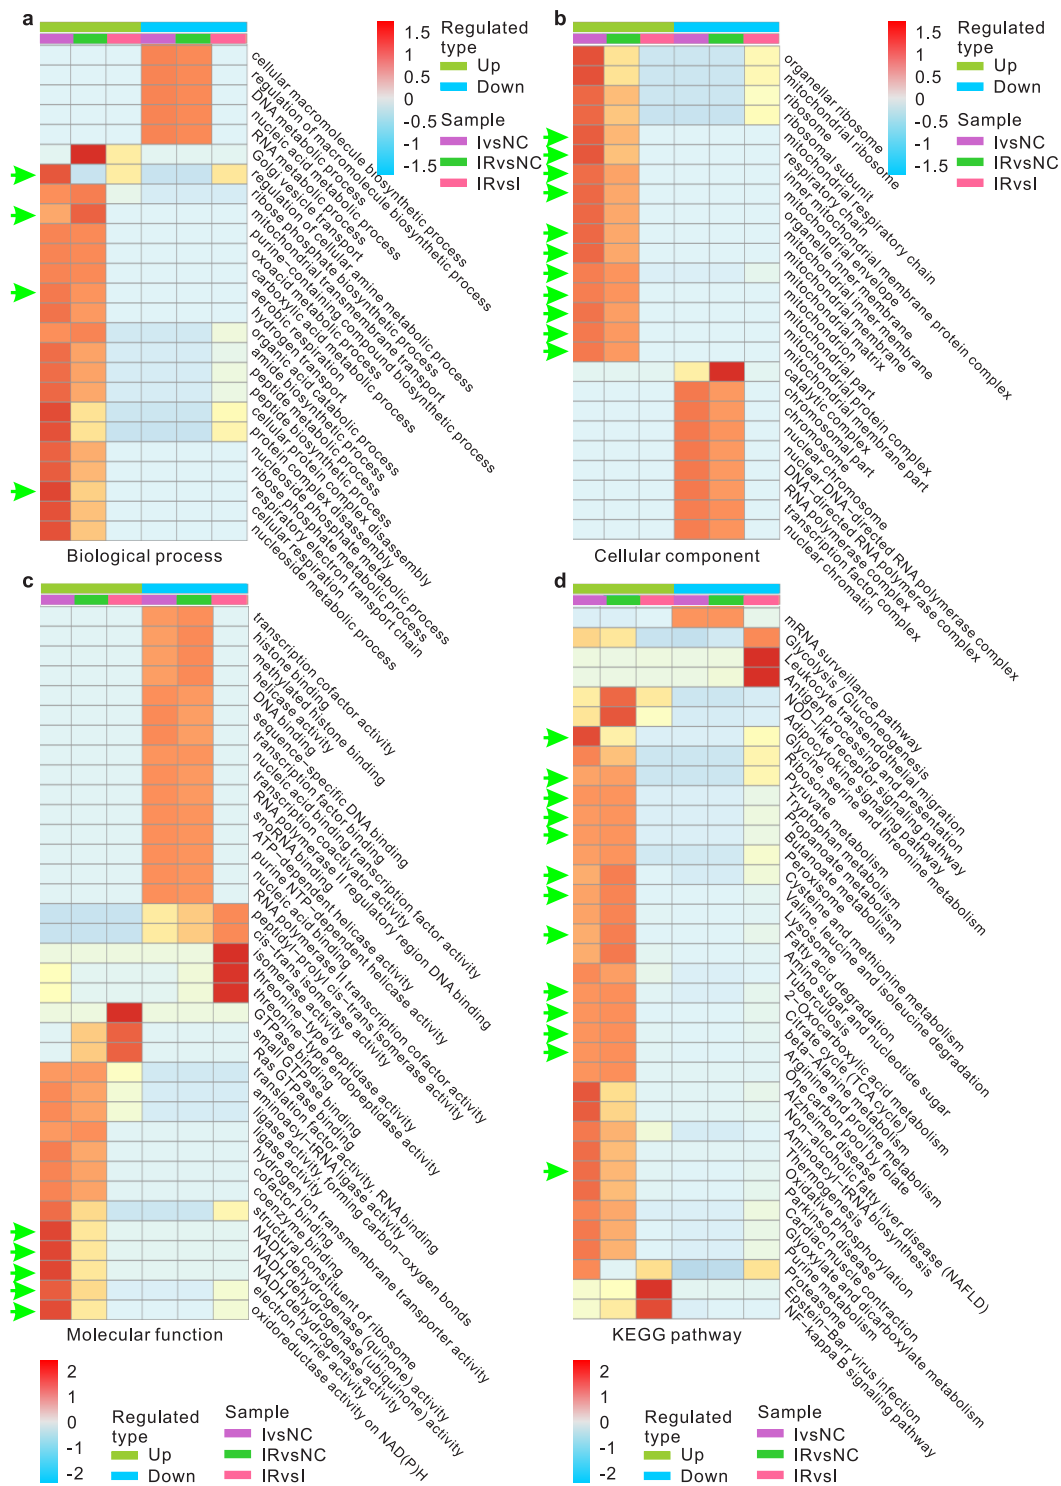 a
1.5
1
0.5
0
-0.5
-1
-1.5
Regulated
type
Up
Down
Sample
IvsNC
IRvsNC
IRvsI
cellular macromolecule biosynthetic process
regulation of macromolecule biosynthetic process
DNA metabolic process
nucleic acid metabolic process
RNA metabolic process
Golgi vesicle transport
regulation of cellular amine metabolic process
ribose phosphate biosynthetic process
mitochondrial transmembrane transport
purine-containing compound biosynthetic process
oxoacid metabolic process
carboxylic acid metabolic process
aerobic respiration
hydrogen transport
organic acid catabolic process
amide biosynthetic process
peptide metabolic process
peptide biosynthetic process
cellular protein complex disassembly
protein complex disassembly
nucleoside phosphate metabolic process
ribose phosphate metabolic process
respiratory electron transport chain
cellular respiration
nucleoside metabolic process
Biological process
b
1.5
1
0.5
0
-0.5
-1
-1.5
Regulated
type
Up
Down
Sample
IvsNC
IRvsNC
IRvsI
organellar ribosome
mitochondrial ribosome
ribosome
ribosomal subunit
mitochondrial respiratory chain
respiratory chain
inner mitochondrial membrane protein complex
mitochondrial envelope
organelle inner membrane
mitochondrial inner membrane
mitochondrial membrane
mitochondrial matrix
mitochondrion
mitochondrial part
mitochondrial protein complex
mitochondrial membrane part
catalytic complex
chromosomal part
chromosome
nuclear chromosome
nuclear DNA-directed RNA polymerase complex
DNA-directed RNA polymerase complex
RNA polymerase complex
transcription factor complex
nuclear chromatin
Cellular component
c
transcription cofactor activity
histone binding
methylated histone binding
helicase activity
DNA binding
sequence-specific DNA binding
transcription factor binding
nucleic acid binding transcription factor activity
transcription coactivator activity
RNA polymerase II regulatory region DNA binding
snoRNA binding
ATP-dependent helicase activity
purine NTP-dependent helicase activity
nucleic acid binding
RNA polymerase II transcription cofactor activity
peptidyl-prolyl cis-trans isomerase activity
cis-trans isomerase activity
isomerase activity
threonine-type peptidase activity
threonine-type endopeptidase activity
GTPase binding
small GTPase binding
Ras GTPase binding
translation factor activity, RNA binding
aminoacyl-tRNA ligase activity
ligase activity, forming carbon-oxygen bonds
ligase activity
hydrogen ion transmembrane transporter activity
cofactor binding
coenzyme binding
structural constituent of ribosome
NADH dehydrogenase (quinone) activity
NADH dehydrogenase (ubiquinone) activity
NADH dehydrogenase activity
electron carrier activity
oxidoreductase activity on NAD(P)H
Molecular function
2
1
0
-1
-2
Regulated
type
Up
Down
Sample
IvsNC
IRvsNC
IRvsI
d
mRNA surveillance pathway
Glycolysis / Gluconeogenesis
Leukocyte transendothelial migration
Antigen processing and presentation
NOD-like receptor signaling pathway
Adipocytokine signaling pathway
Glycine, serine and threonine metabolism
Ribosome
Pyruvate metabolism
Tryptophan metabolism
Propanoate metabolism
Butanoate metabolism
Peroxisome
Cysteine and methionine metabolism
Valine, leucine and isoleucine degradation
Lysosome
Fatty acid degradation
Amino sugar and nucleotide sugar
Tuberculosis
2-Oxocarboxylic acid metabolism
Citrate cycle (TCA cycle)
beta-Alanine metabolism
Arginine and proline metabolism
One carbon pool by folate
Alzheimer disease
Non-alcoholic fatty liver disease (NAFLD)
Aminoacyl-tRNA biosynthesis
Thermogenesis
Oxidative phosphorylation
Parkinson disease
Cardiac muscle contraction
Glyoxylate and dicarboxylate metabolism
Purine metabolism
Proteasome
Epstein-Barr virus infection
NF-kappa B signaling pathway
KEGG pathway
2
1
0
-1
-2
Regulated
type
Up
Down
Sample
IvsNC
IRvsNC
IRvsI